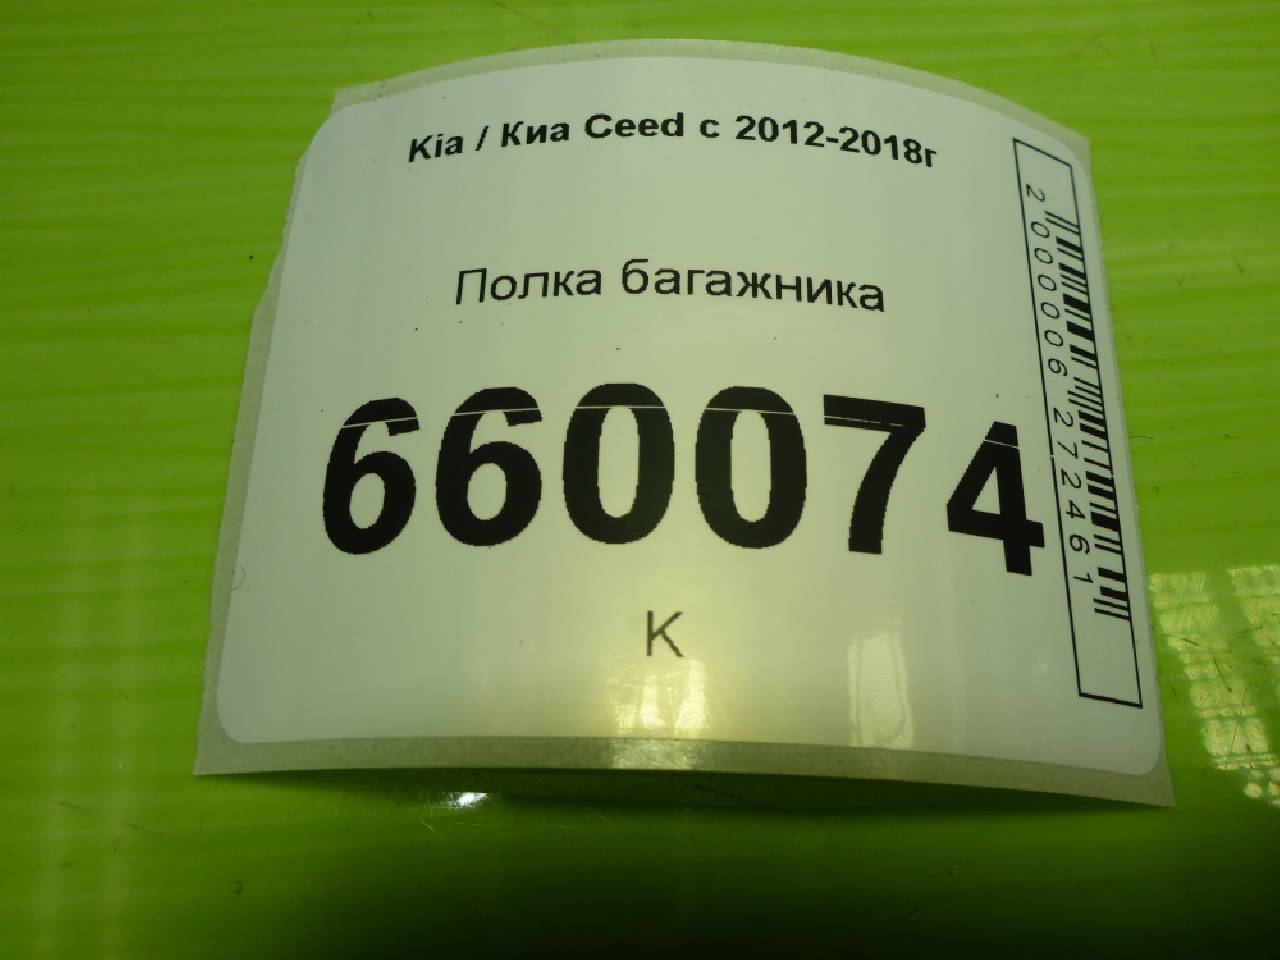 Kia / Киа Ceed с 2012-2018г
Полка багажника
660074
К
2000006272461